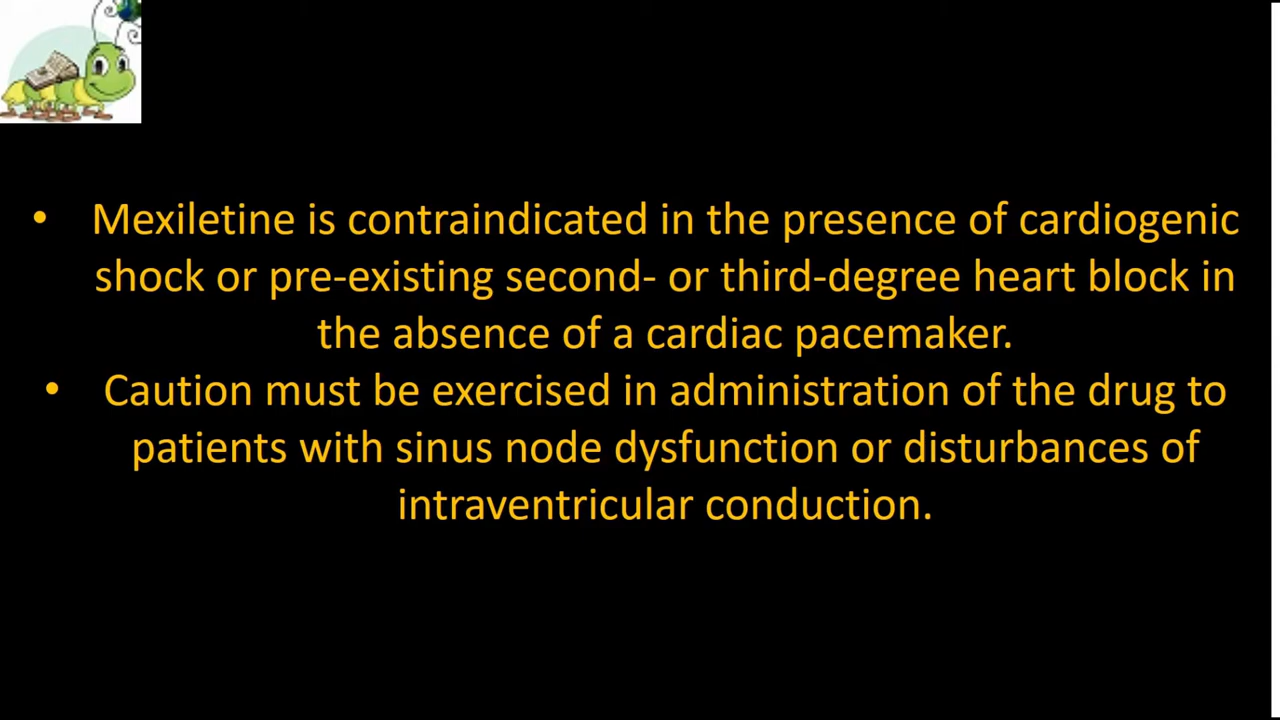 • Mexiletine is contraindicated in the presence of cardiogenic
shock or pre-existing second- or third-degree heart block in
the absence of a cardiac pacemaker.
• Caution must be exercised in administration of the drug to
patients with sinus node dysfunction or disturbances of
intraventricular conduction.